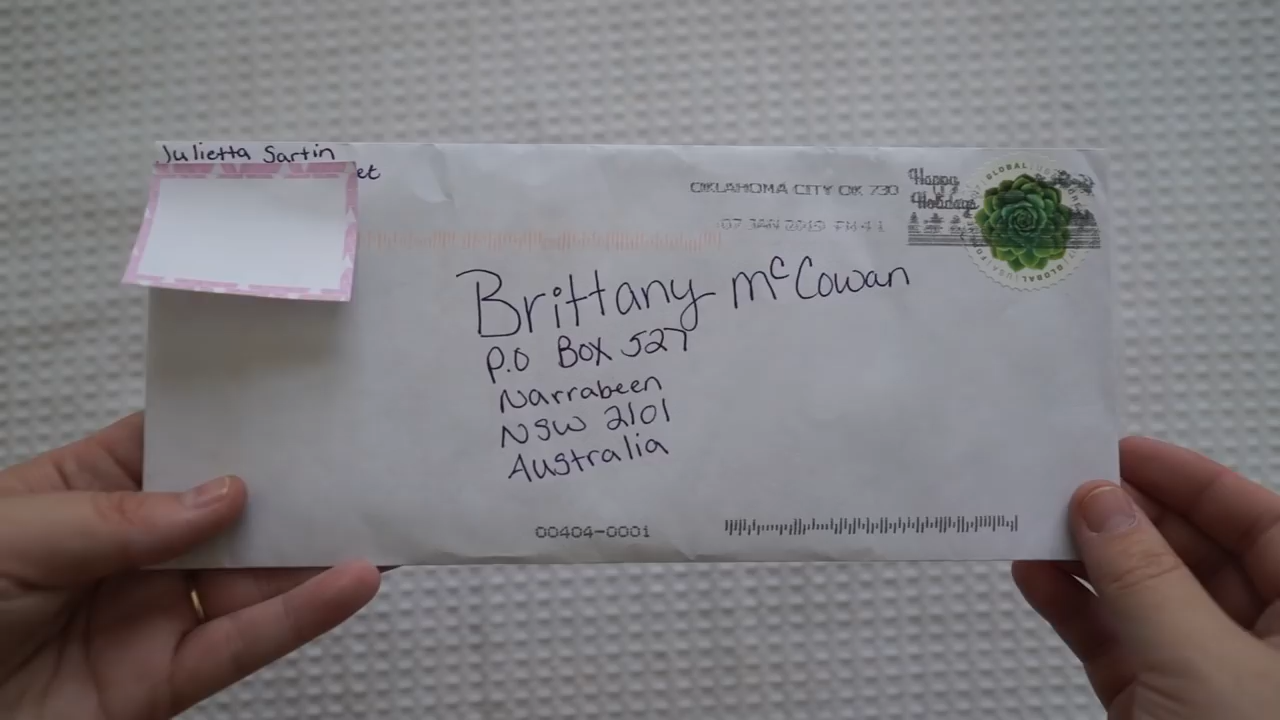 Julietta Sartin
et
OKLAHOMA CITY OK 730
07 JAN 2019 PM 4 L
Happy
Holidays
GLOBAL
GLOBAL
Brittany McCowan
P.O Box 527
Narrabeen
NSW 2101
Australia
00404-0001